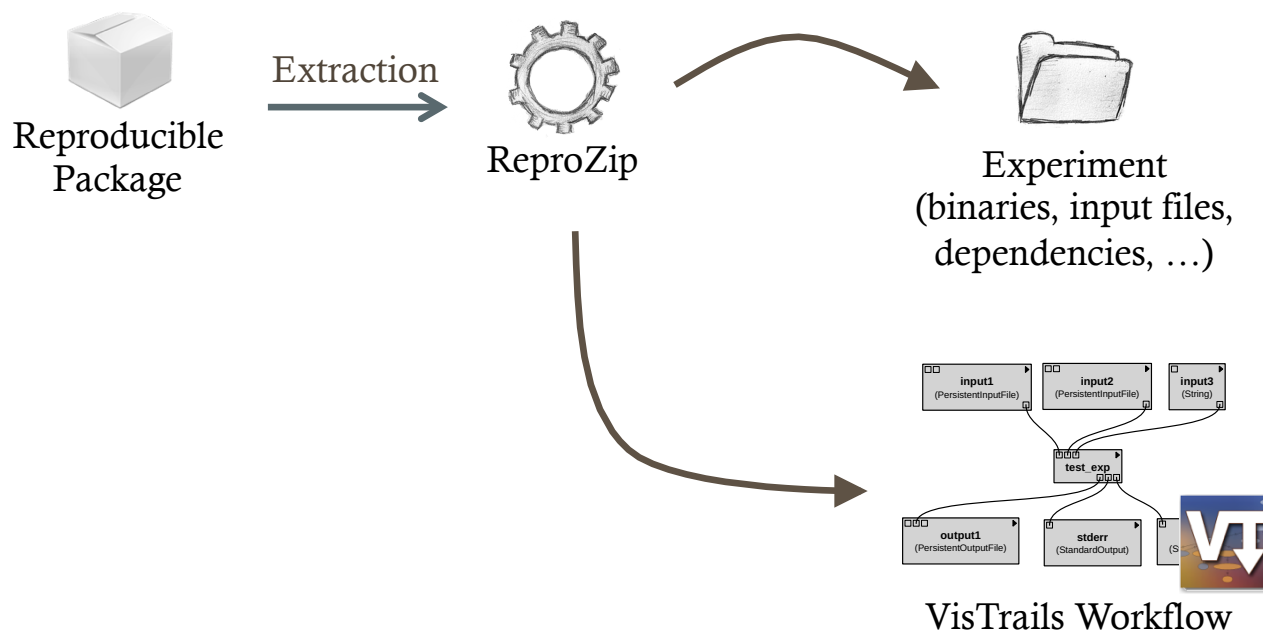 Extraction
Reproducible
Package
ReproZip
Experiment
(binaries, input files,
dependencies, …)
input1
(PersistentInputFile)
input2
(PersistentInputFile)
input3
(String)
test_exp
output1
(PersistentOutputFile)
stderr
(StandardOutput)
(S
VT
VisTrails Workflow